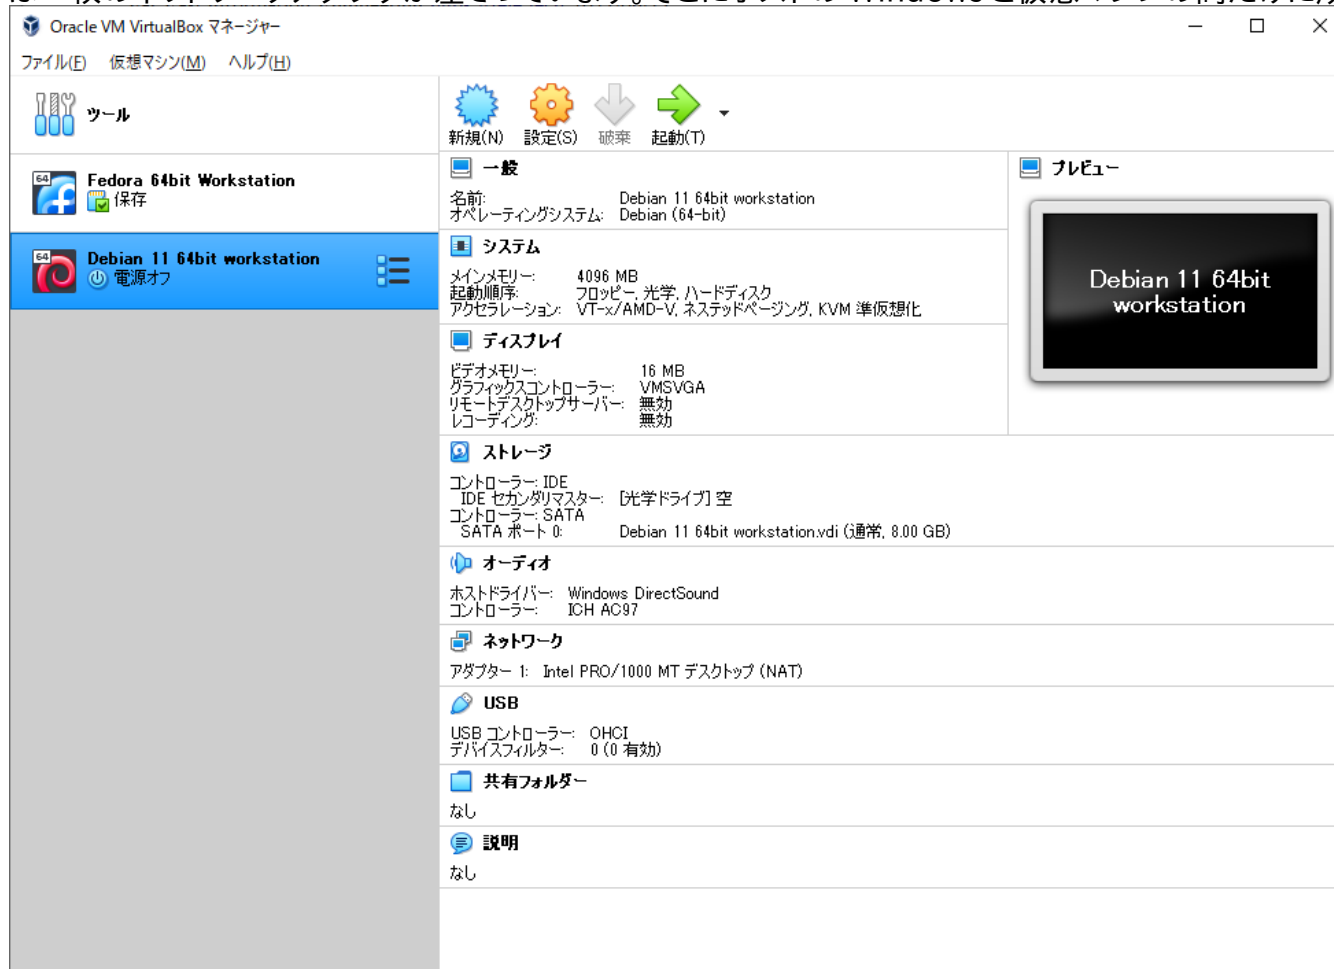 Oracle VM VirtualBox マネージャー
ファイル(F) 仮想マシン(M) ヘルプ(H)
ツール
新規(N) 設定(S) 破棄 起動(T)
64 Fedora 64bit Workstation
保存
64 Debian 11 64bit workstation
電源オフ
一般
名前: Debian 11 64bit workstation
オペレーティングシステム: Debian (64-bit)
プレビュー
Debian 11 64bit
workstation
システム
メインメモリー: 4096 MB
起動順序: フロッピー, 光学, ハードディスク
アクセラレーション: VT-x/AMD-V, ネステッドページング, KVM 準仮想化
ディスプレイ
ビデオメモリー: 16 MB
グラフィックスコントローラー: VMSVGA
リモートデスクトップサーバー: 無効
レコーディング: 無効
ストレージ
コントローラー: IDE
IDE セカンダリマスター: [光学ドライブ] 空
コントローラー: SATA
SATA ポート 0: Debian 11 64bit workstation.vdi (通常, 8.00 GB)
オーディオ
ホストドライバー: Windows DirectSound
コントローラー: ICH AC97
ネットワーク
アダプター 1: Intel PRO/1000 MT デスクトップ (NAT)
USB
USB コントローラー: OHCI
デバイスフィルター: 0 (0 有効)
共有フォルダー
なし
説明
なし